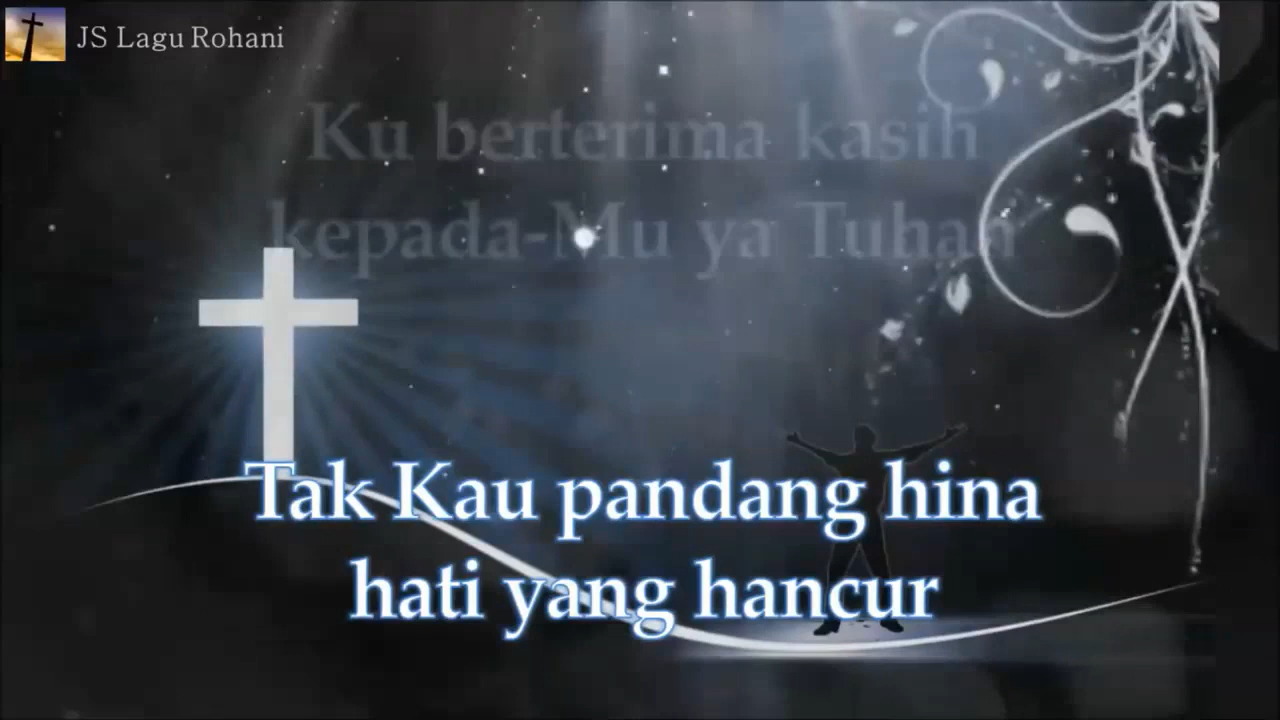 JS Lagu Rohani
Ku berterima kasih
kepada-Mu ya Tuhan
Tak Kau pandang hina
hati yang hancur